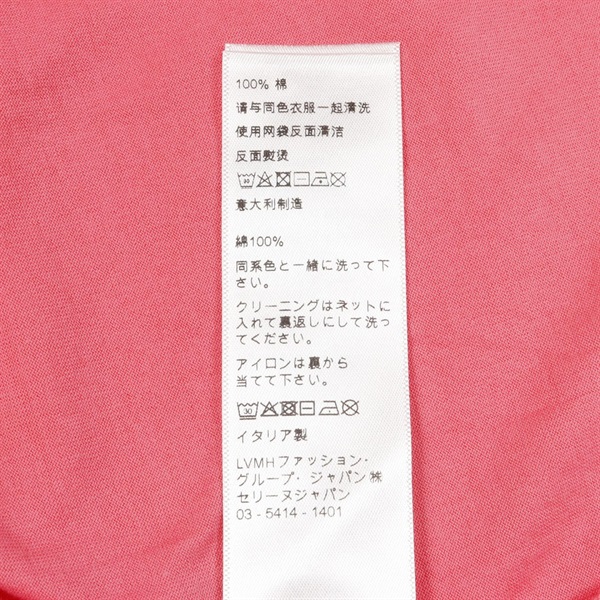 100% 棉
请与同色衣服一起清洗
使用网袋反面清洁
反面熨烫
30
意大利制造
綿100%
同系色と一緒に洗って下
さい。
クリーニングはネットに
入れて裏返しにして洗っ
てください。
アイロンは裏から
当てて下さい。
30
イタリア製
LVMHファッション・
グループ・ジャパン㈱
セリーヌジャパン
03 - 5414 - 1401